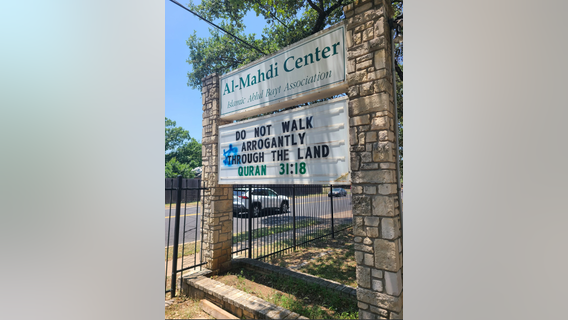 Al-Mahdi Center
Islamic Ahlul Bayt Association
DO NOT WALK
ARROGANTLY
THROUGH THE LAND
QURAN 31:18